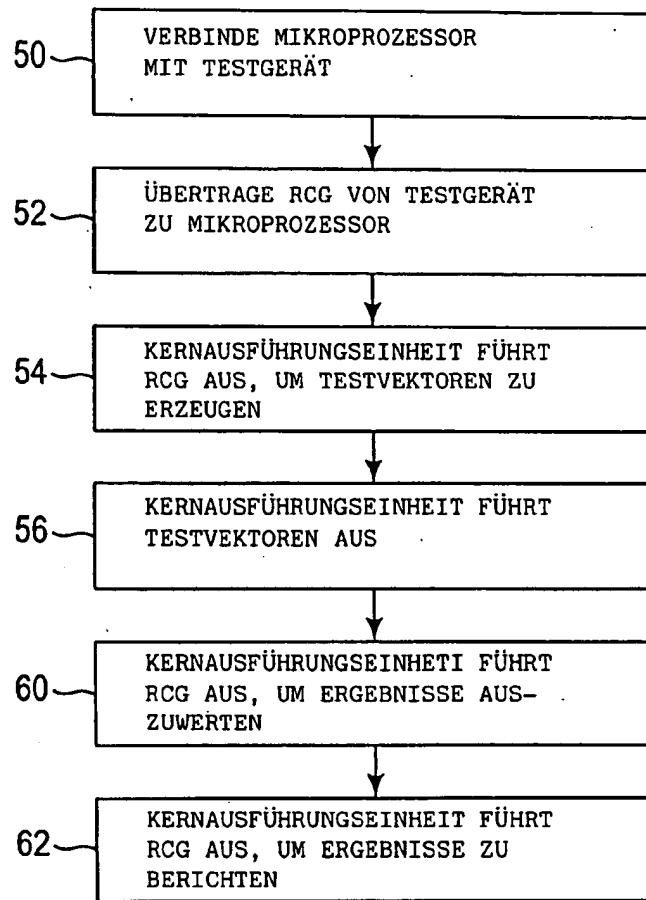 50
VERBINDE MIKROPROZESSOR
MIT TESTGERÄT
52
ÜBERTRAGE RCG VON TESTGERÄT
ZU MIKROPROZESSOR
54
KERNAUSFÜHRUNGSEINHEIT FÜHRT
RCG AUS, UM TESTVEKTOREN ZU
ERZEUGEN
56
KERNAUSFÜHRUNGSEINHEIT FÜHRT
TESTVEKTOREN AUS
60
KERNAUSFÜHRUNGSEINHETI FÜHRT
RCG AUS, UM ERGEBNISSE AUS-
ZUWERTEN
62
KERNAUSFÜHRUNGSEINHEIT FÜHRT
RCG AUS, UM ERGEBNISSE ZU
BERICHTEN